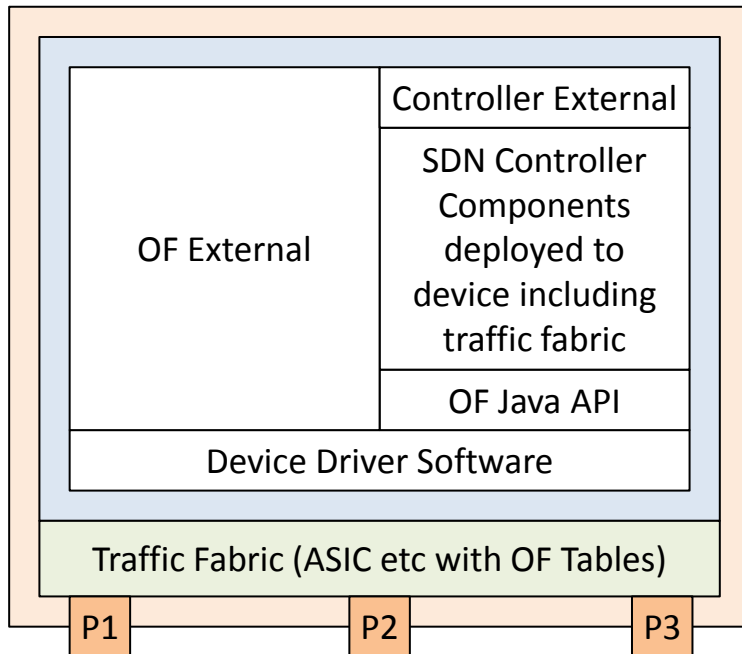 OF External
Controller External
SDN Controller
Components
deployed to
device including
traffic fabric
OF Java API
Device Driver Software
Traffic Fabric (ASIC etc with OF Tables)
P1
P2
P3